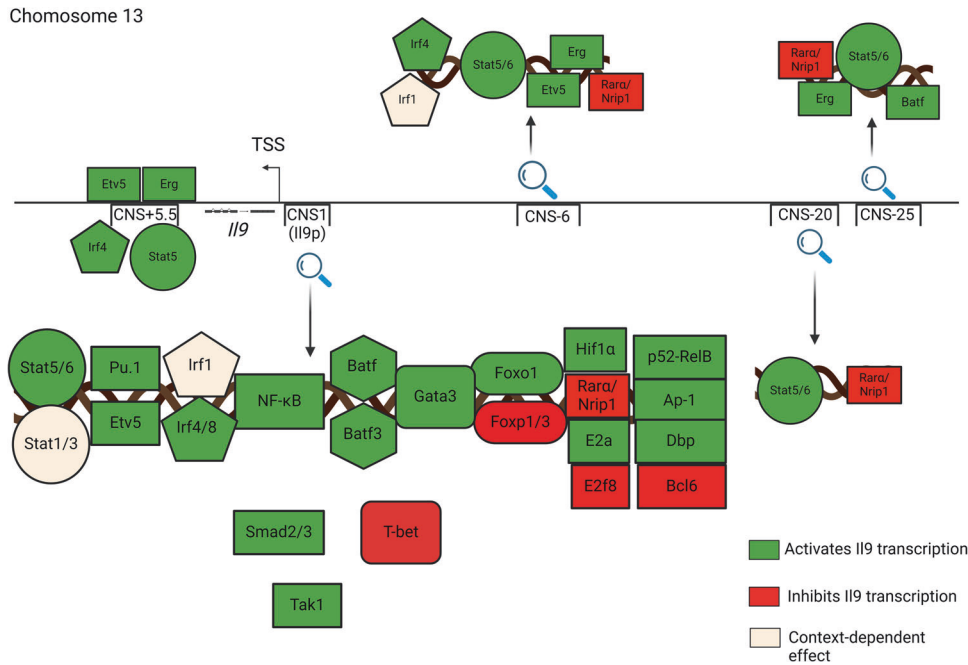 Chomosome 13
Irf4
Stat5/6
Erg
Irf1
Etv5
Rarα/
Nrip1
Rarα/
Nrip1
Stat5/6
Erg
Batf
TSS
Etv5
Erg
CNS+5.5
Il9
CNS1
(Il9p)
CNS-6
CNS-20
CNS-25
Irf4
Stat5
Stat5/6
Pu.1
Irf1
NF-κB
Batf
Gata3
Foxo1
Hif1α
p52-RelB
Stat1/3
Etv5
Irf4/8
Batf3
Foxp1/3
Rarα/
Nrip1
Ap-1
E2a
Dbp
E2f8
Bcl6
Stat5/6
Rarα/
Nrip1
Smad2/3
T-bet
Tak1
Activates Il9 transcription
Inhibits Il9 transcription
Context-dependent
effect